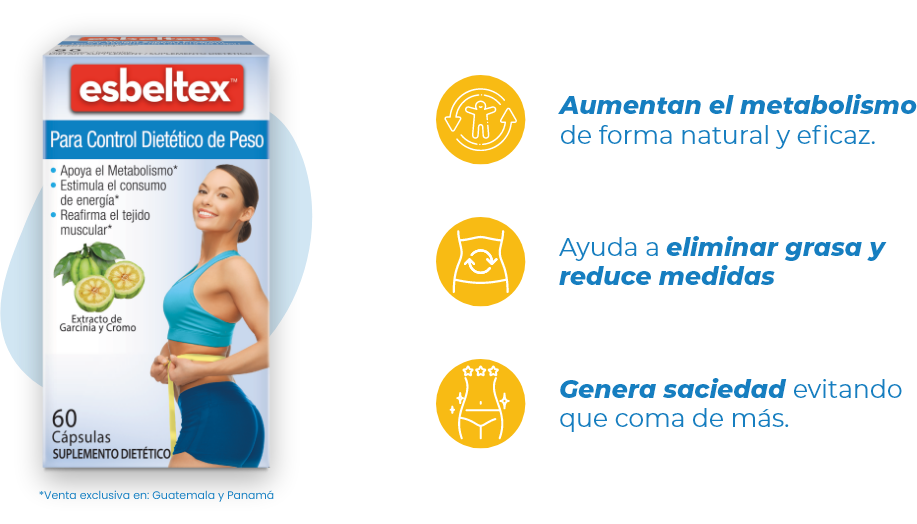 esbeltex™
Para Control Dietético de Peso
• Apoya el Metabolismo*
• Estimula el consumo
de energía*
• Reafirma el tejido
muscular*
Extracto de
Garcinia y Cromo
60
Cápsulas
SUPLEMENTO DIETÉTICO
*Venta exclusiva en: Guatemala y Panamá
Aumentan el metabolismo
de forma natural y eficaz.
Ayuda a eliminar grasa y
reduce medidas
Genera saciedad evitando
que coma de más.